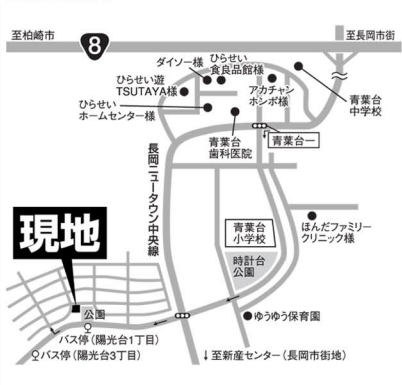 至柏崎市
8
至長岡市街
ダイソー様
ひらせい
食良品館様
ひらせい遊
TSUTAYA様
アカチャン
ホンポ様
青葉台
中学校
ひらせい
ホームセンター様
青葉台
歯科医院
青葉台一
長岡ニュータウン中央線
青葉台
小学校
ほんだファミリー
クリニック様
時計台
公園
現地
公園
ゆうゆう保育園
バス停(陽光台1丁目)
バス停(陽光台3丁目)
↓至新産センター(長岡市街地)